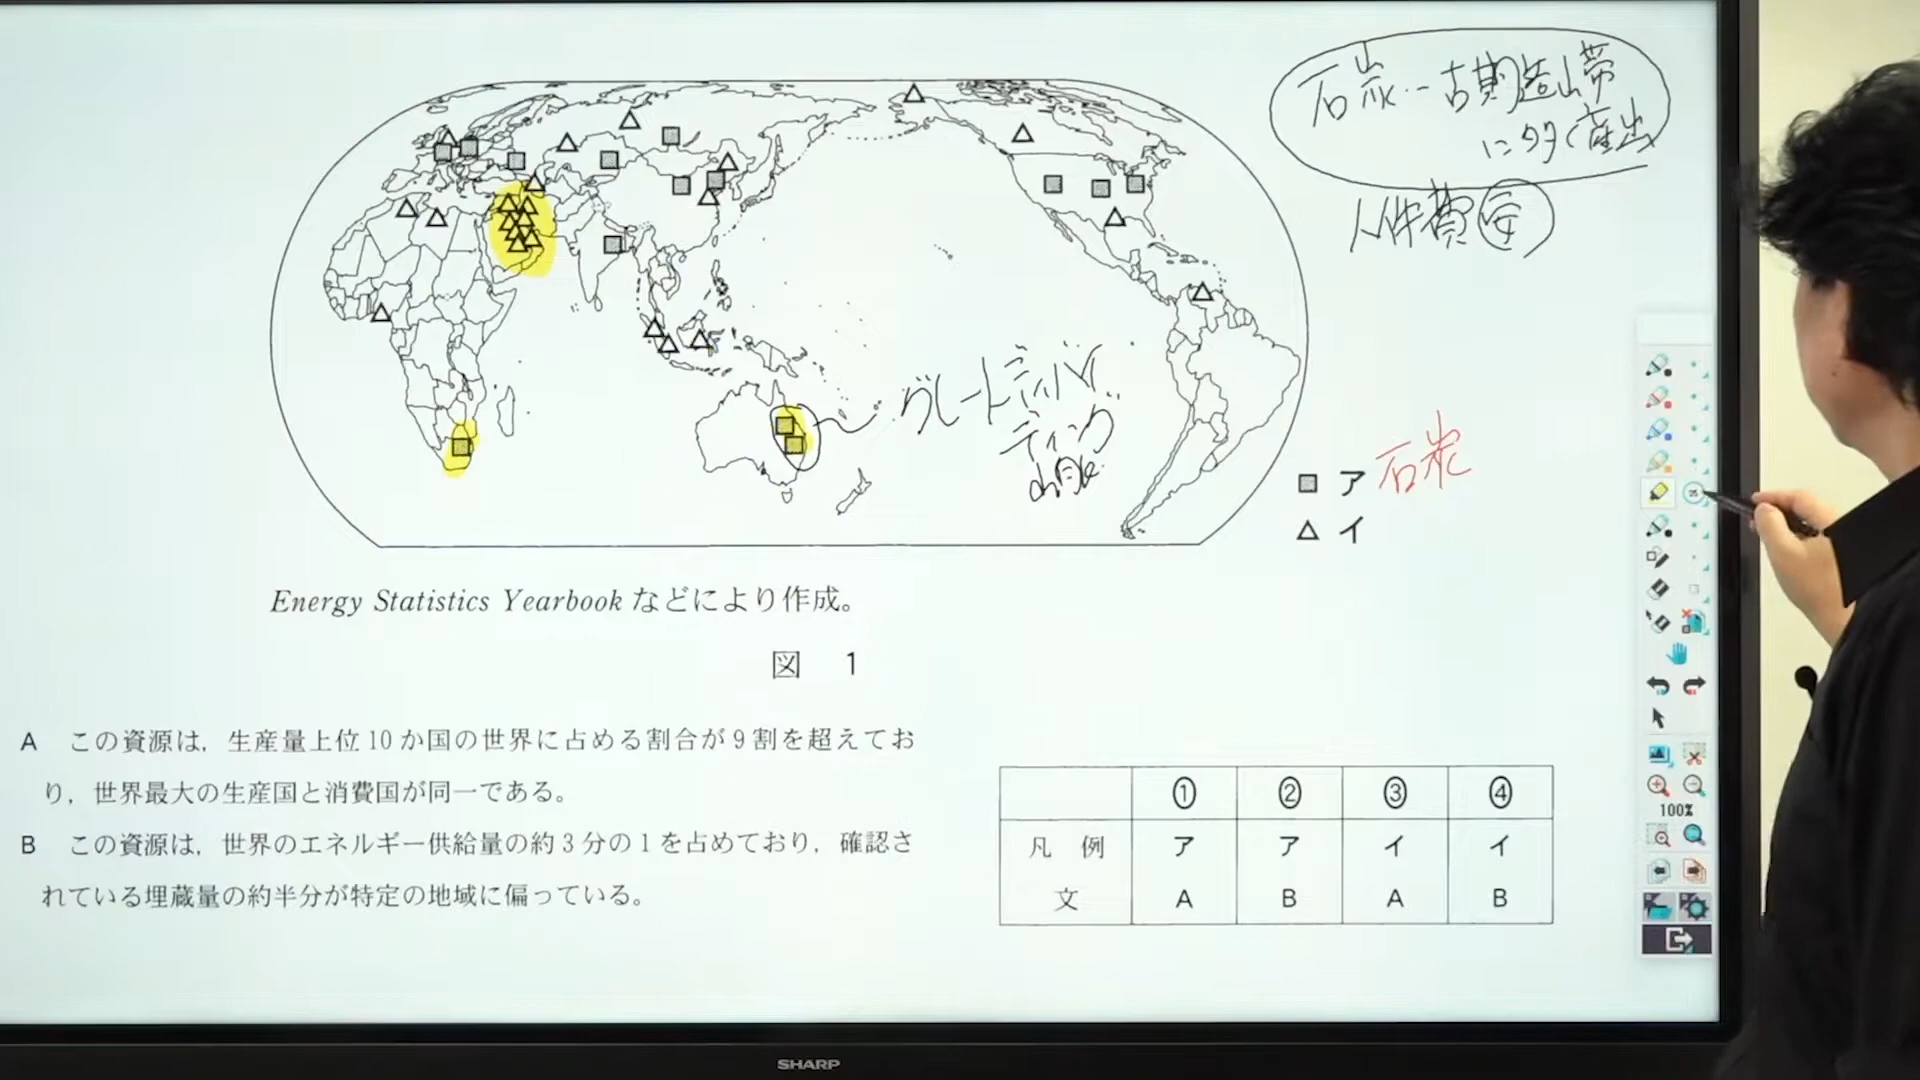 石炭…古期造山帯
に多く産出
人件費安
グレートディバイ
ディング
山脈
ア 石炭
イ
Energy Statistics Yearbook などにより作成。
図 1
A この資源は，生産量上位10か国の世界に占める割合が9割を超えてお
り，世界最大の生産国と消費国が同一である。
B この資源は，世界のエネルギー供給量の約3分の1を占めており，確認さ
れている埋蔵量の約半分が特定の地域に偏っている。
① ② ③ ④
凡 例 ア ア イ イ
文 A B A B
100%
SHARP